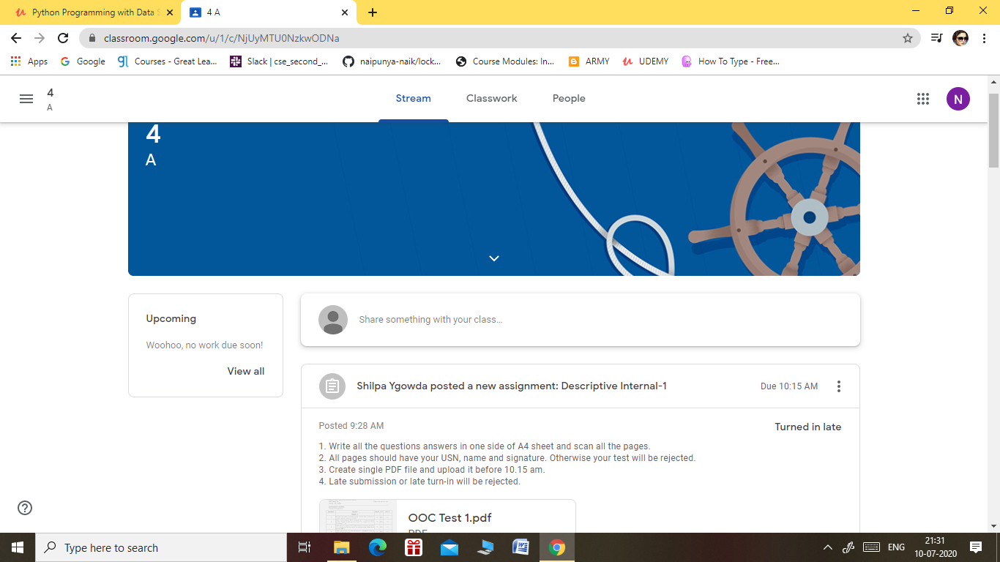 Python Programming with Data S
4 A
classroom.google.com/u/1/c/NjUyMTU0NzkwODNa
Apps
Google
Courses - Great Lea...
Slack | cse_second_...
naipunya-naik/lock...
Course Modules: In...
ARMY
UDEMY
How To Type - Free...
4
A
Stream
Classwork
People
N
4
A
Upcoming
Woohoo, no work due soon!
View all
Share something with your class...
Shilpa Ygowda posted a new assignment: Descriptive Internal-1
Due 10:15 AM
Posted 9:28 AM
Turned in late
1. Write all the questions answers in one side of A4 sheet and scan all the pages.
2. All pages should have your USN, name and signature. Otherwise your test will be rejected.
3. Create single PDF file and upload it before 10.15 am.
4. Late submission or late turn-in will be rejected.
OOC Test 1.pdf
PDF
Type here to search
ENG
21:31
10-07-2020